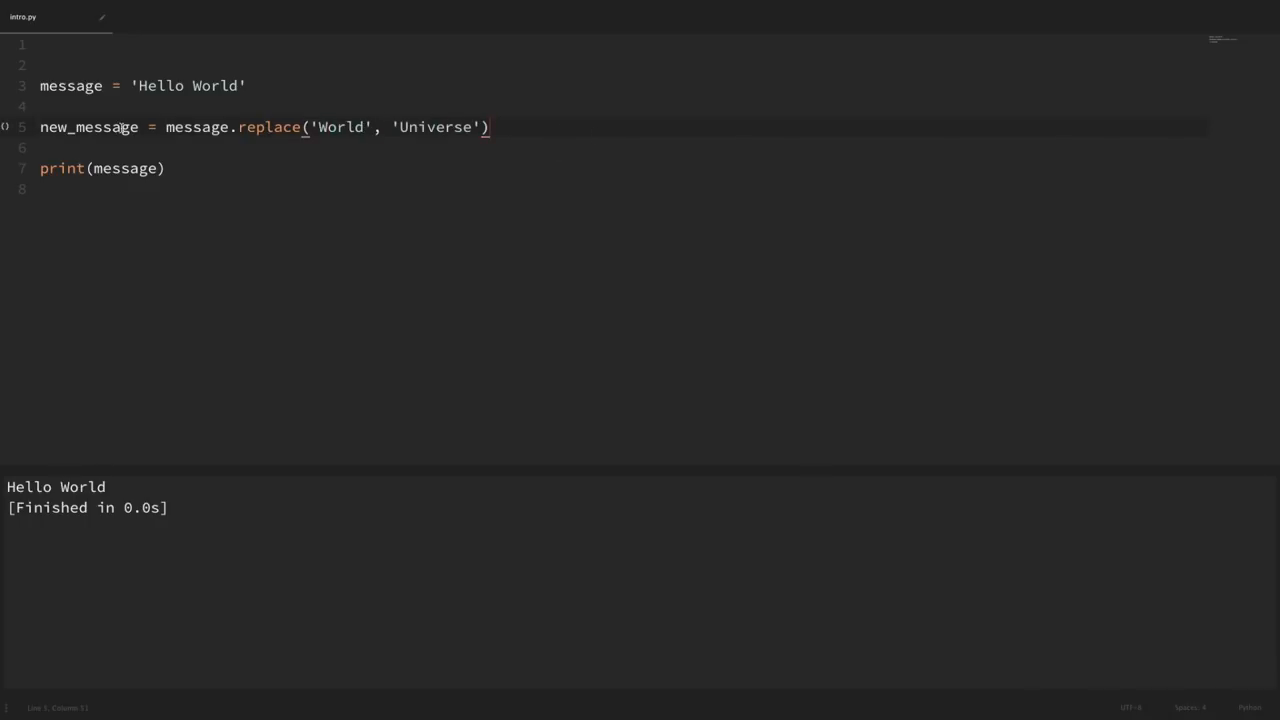 intro.py
1
2
3 message = 'Hello World'
4
5 new_message = message.replace('World', 'Universe')
6
7 print(message)
8
Hello World
[Finished in 0.0s]
Line 5, Column 51
UTF-8
Spaces: 4
Python